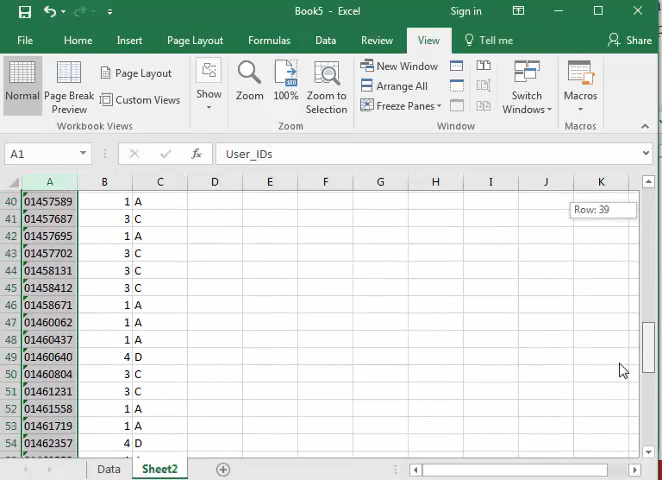 Book5 - Excel
Sign in
File Home Insert Page Layout Formulas Data Review View Tell me Share
Normal
Page Break Preview
Page Layout
Custom Views
Show
Zoom
100%
Zoom to Selection
New Window
Arrange All
Freeze Panes
Switch Windows
Macros
Workbook Views Zoom Window Macros
A1 fx User_IDs
A B C D E F G H I J K
40 01457589 1 A
Row: 39
41 01457687 3 C
42 01457695 1 A
43 01457702 3 C
44 01458131 3 C
45 01458412 3 C
46 01458671 1 A
47 01460062 1 A
48 01460437 1 A
49 01460640 4 D
50 01460804 3 C
51 01461231 3 C
52 01461558 1 A
53 01461719 1 A
54 01462357 4 D
Data Sheet2